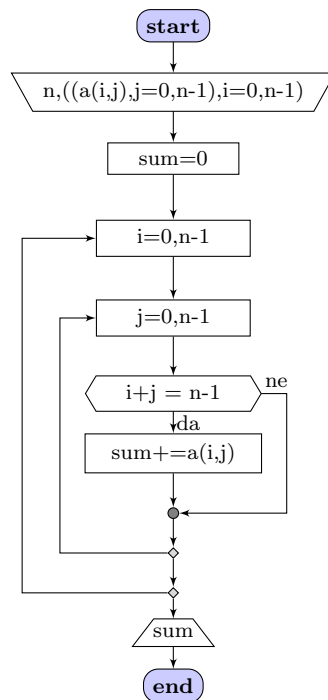 start
n,((a(i,j),j=0,n-1),i=0,n-1)
sum=0
i=0,n-1
j=0,n-1
i+j = n-1
ne
da
sum+=a(i,j)
sum
end